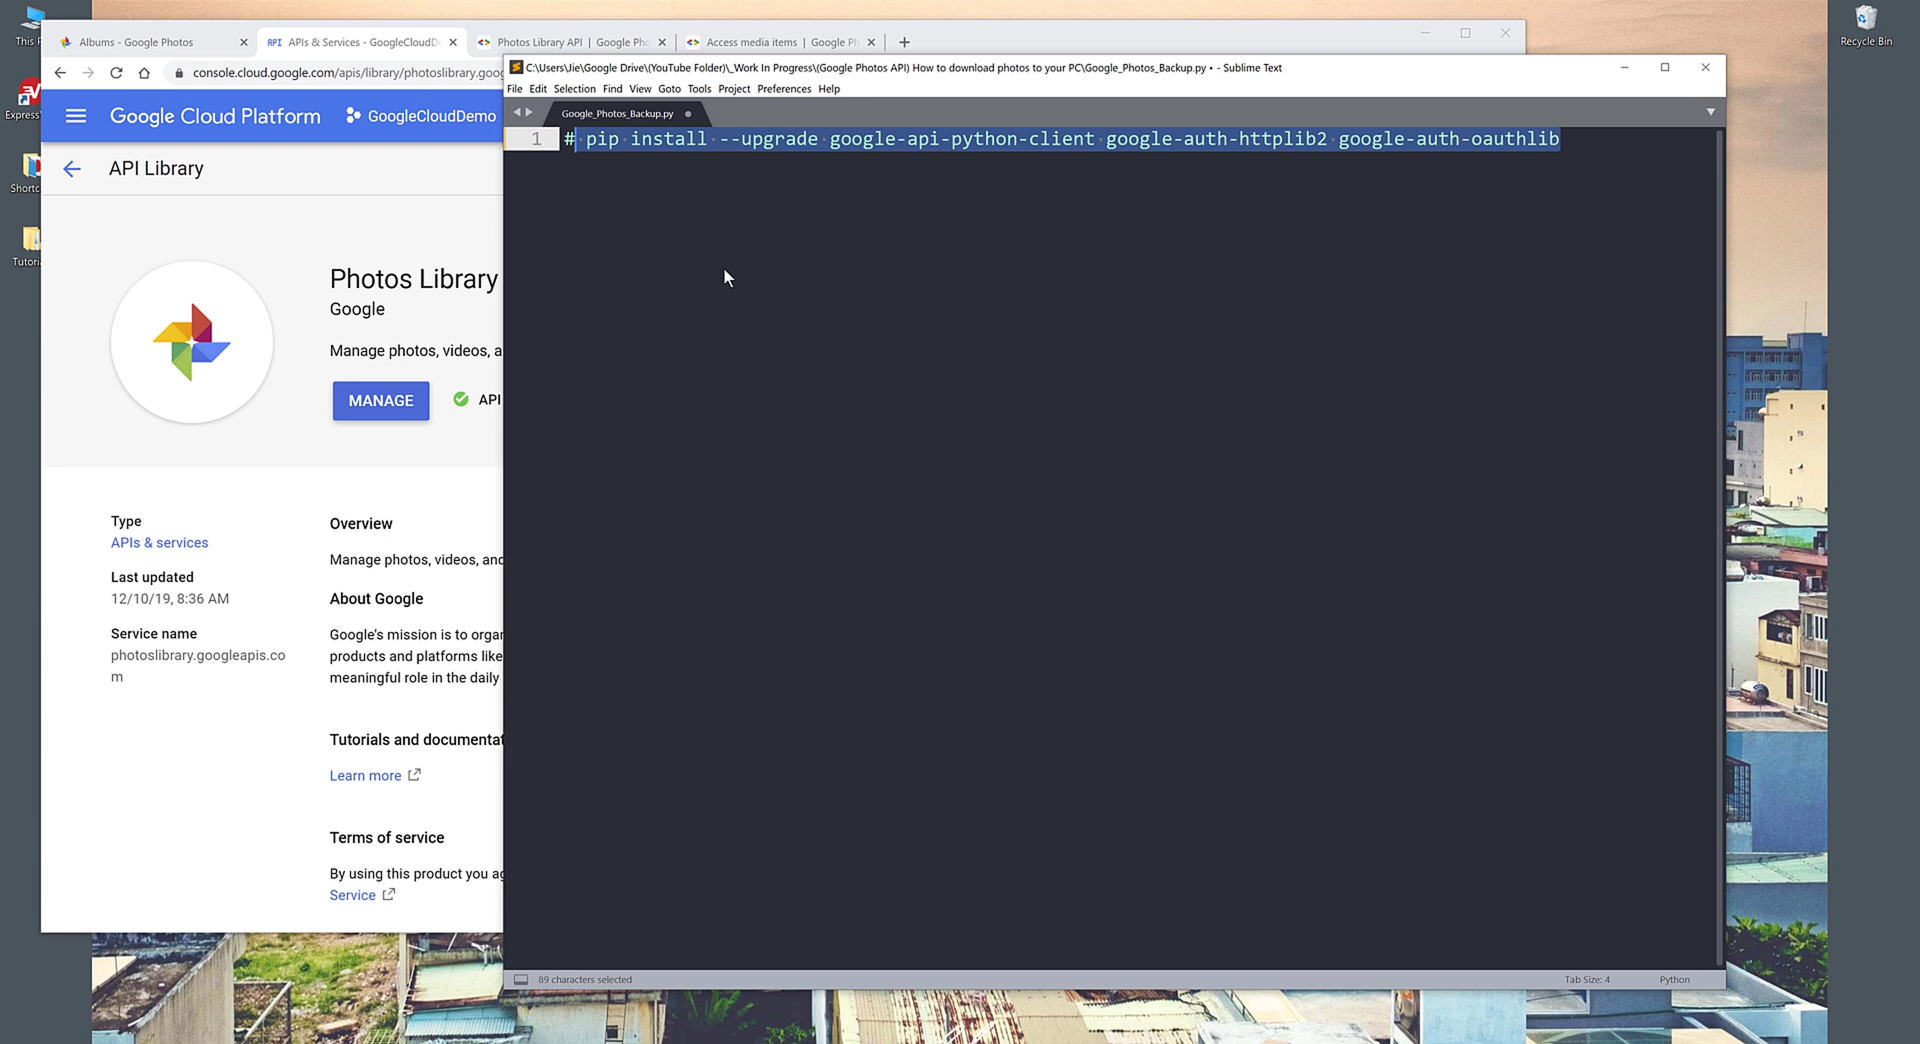 This P
Express
Shortc
Tutoria
Recycle Bin
Albums - Google Photos
API APIs & Services - GoogleCloudD
Photos Library API | Google Pho
Access media items | Google Ph
console.cloud.google.com/apis/library/photoslibrary.goog
Google Cloud Platform
GoogleCloudDemo
API Library
Photos Library
Google
Manage photos, videos, a
MANAGE
API
Type
APIs & services
Last updated
12/10/19, 8:36 AM
Service name
photoslibrary.googleapis.co
m
Overview
Manage photos, videos, and
About Google
Google's mission is to organ
products and platforms like
meaningful role in the daily
Tutorials and documentat
Learn more
Terms of service
By using this product you ag
Service
C:\Users\Jie\Google Drive\(YouTube Folder)\_Work In Progress\(Google Photos API) How to download photos to your PC\Google_Photos_Backup.py • - Sublime Text
File Edit Selection Find View Goto Tools Project Preferences Help
Google_Photos_Backup.py
1 # pip install --upgrade google-api-python-client google-auth-httplib2 google-auth-oauthlib
89 characters selected
Tab Size: 4
Python